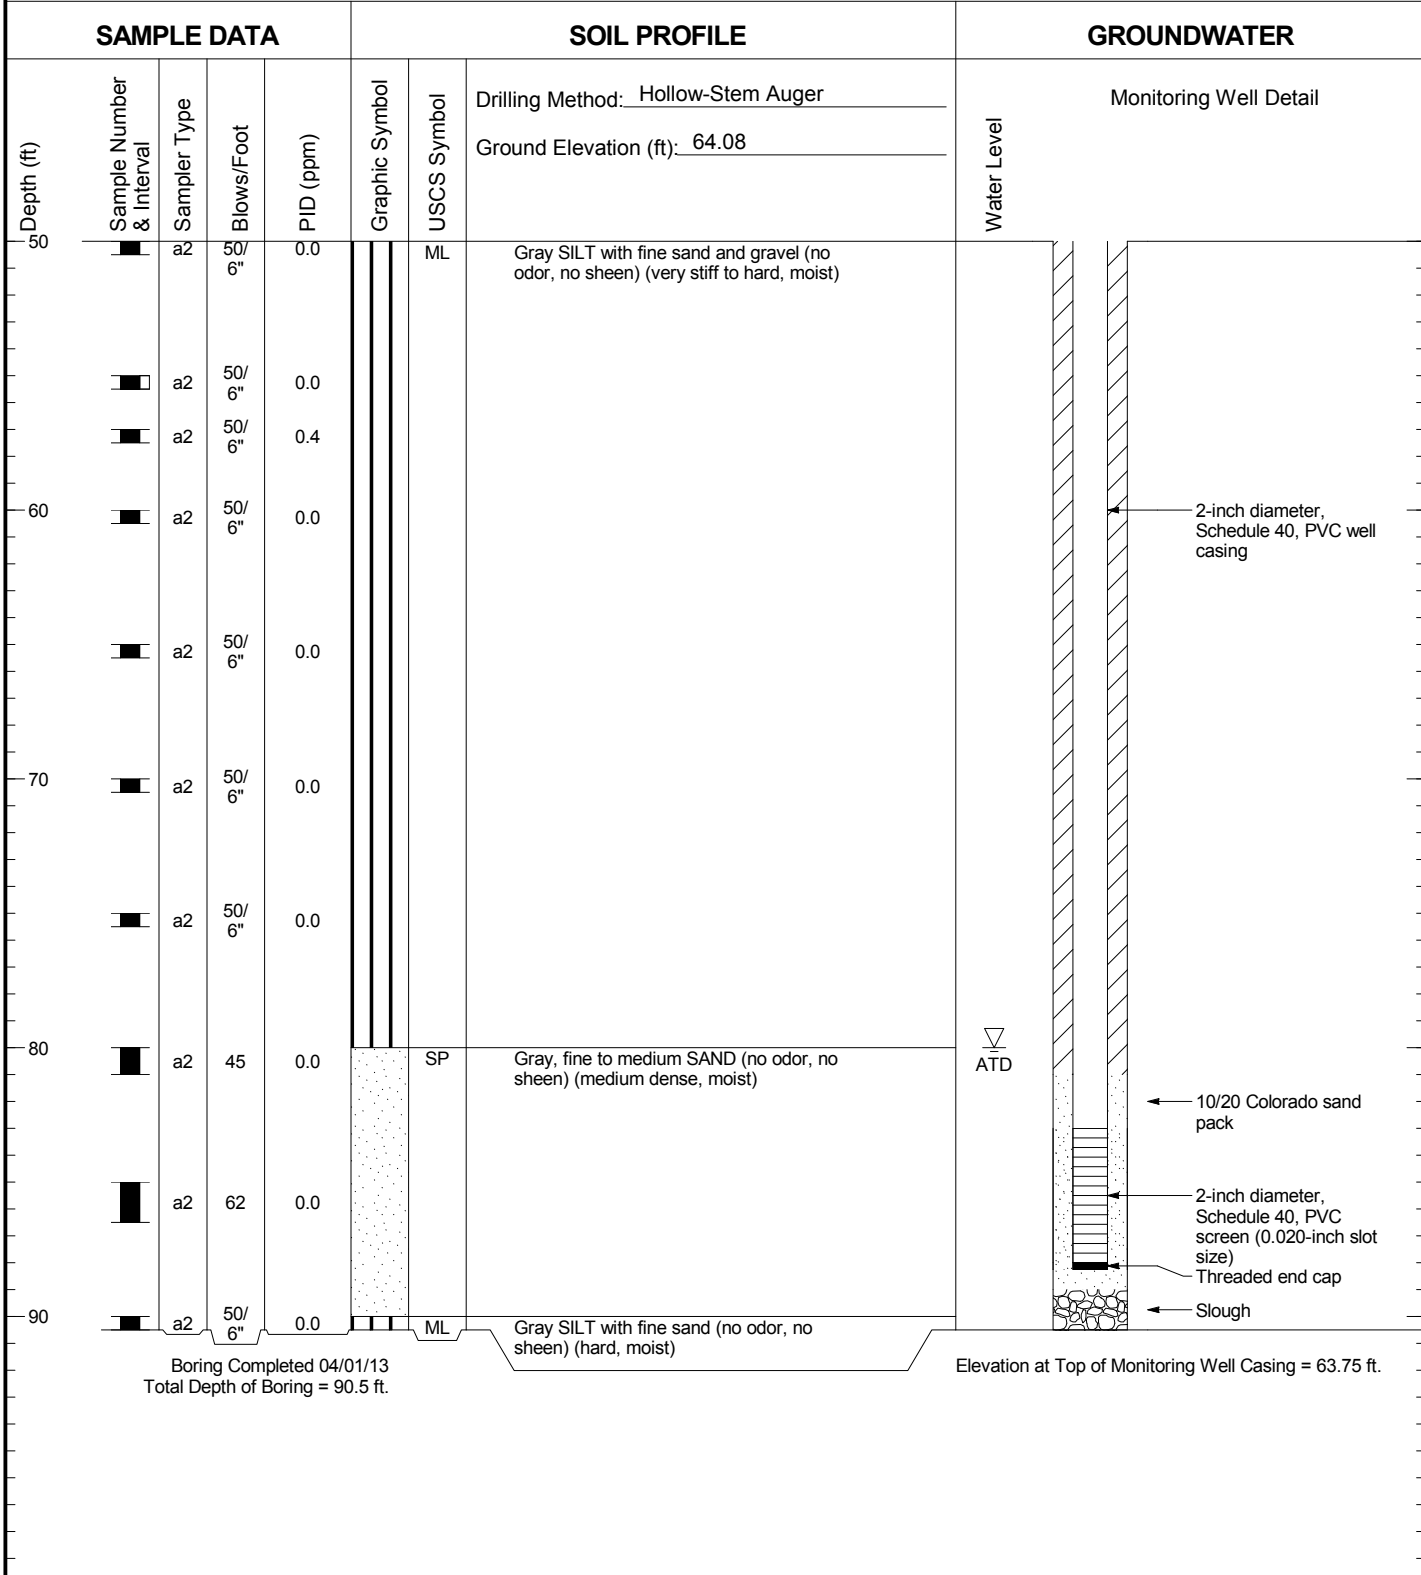 SAMPLE DATA
SOIL PROFILE
GROUNDWATER
Depth (ft)
Sample Number
& Interval
Sampler Type
Blows/Foot
PID (ppm)
Graphic Symbol
USCS Symbol
Drilling Method: Hollow-Stem Auger
Ground Elevation (ft): 64.08
Water Level
Monitoring Well Detail
50
a2
50/
6"
0.0
ML
Gray SILT with fine sand and gravel (no
odor, no sheen) (very stiff to hard, moist)
a2
50/
6"
0.0
a2
50/
6"
0.4
60
a2
50/
6"
0.0
2-inch diameter,
Schedule 40, PVC well
casing
a2
50/
6"
0.0
70
a2
50/
6"
0.0
a2
50/
6"
0.0
80
a2
45
0.0
SP
Gray, fine to medium SAND (no odor, no
sheen) (medium dense, moist)
ATD
10/20 Colorado sand
pack
a2
62
0.0
2-inch diameter,
Schedule 40, PVC
screen (0.020-inch slot
size)
Threaded end cap
Slough
90
a2
50/
6"
0.0
ML
Gray SILT with fine sand (no odor, no
sheen) (hard, moist)
Boring Completed 04/01/13
Total Depth of Boring = 90.5 ft.
Elevation at Top of Monitoring Well Casing = 63.75 ft.